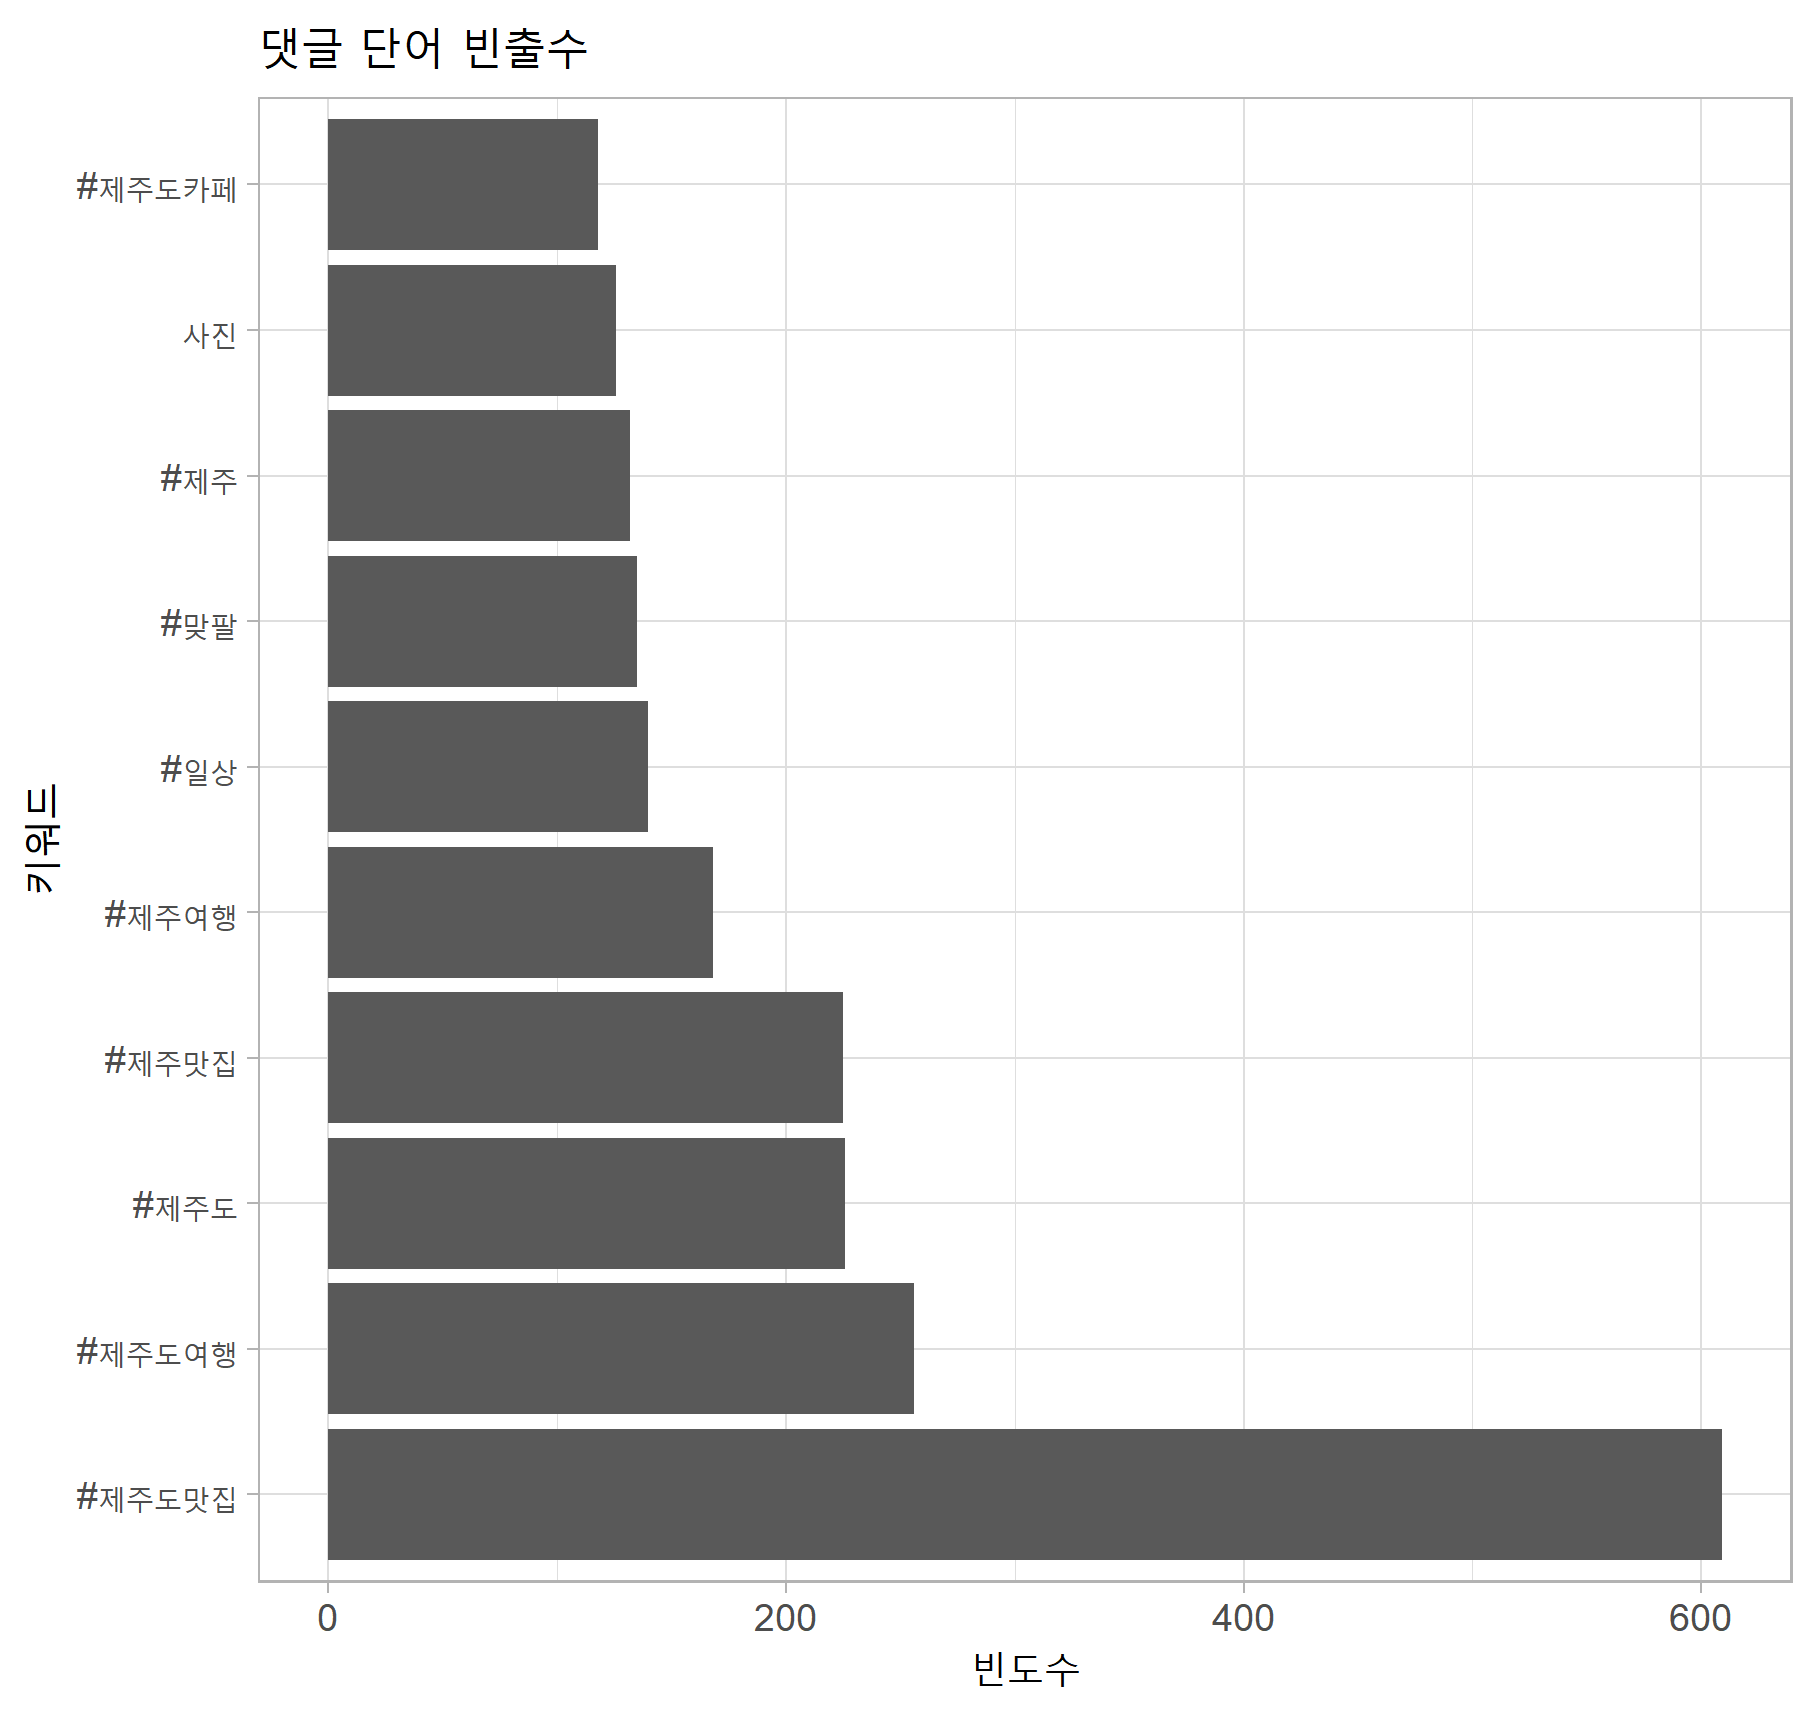 댓글 단어 빈출수
#제주도카페
사진
#제주
#맞팔
#일상
#제주여행
#제주맛집
#제주도
#제주도여행
#제주도맛집
키워드
0 200 400 600
빈도수